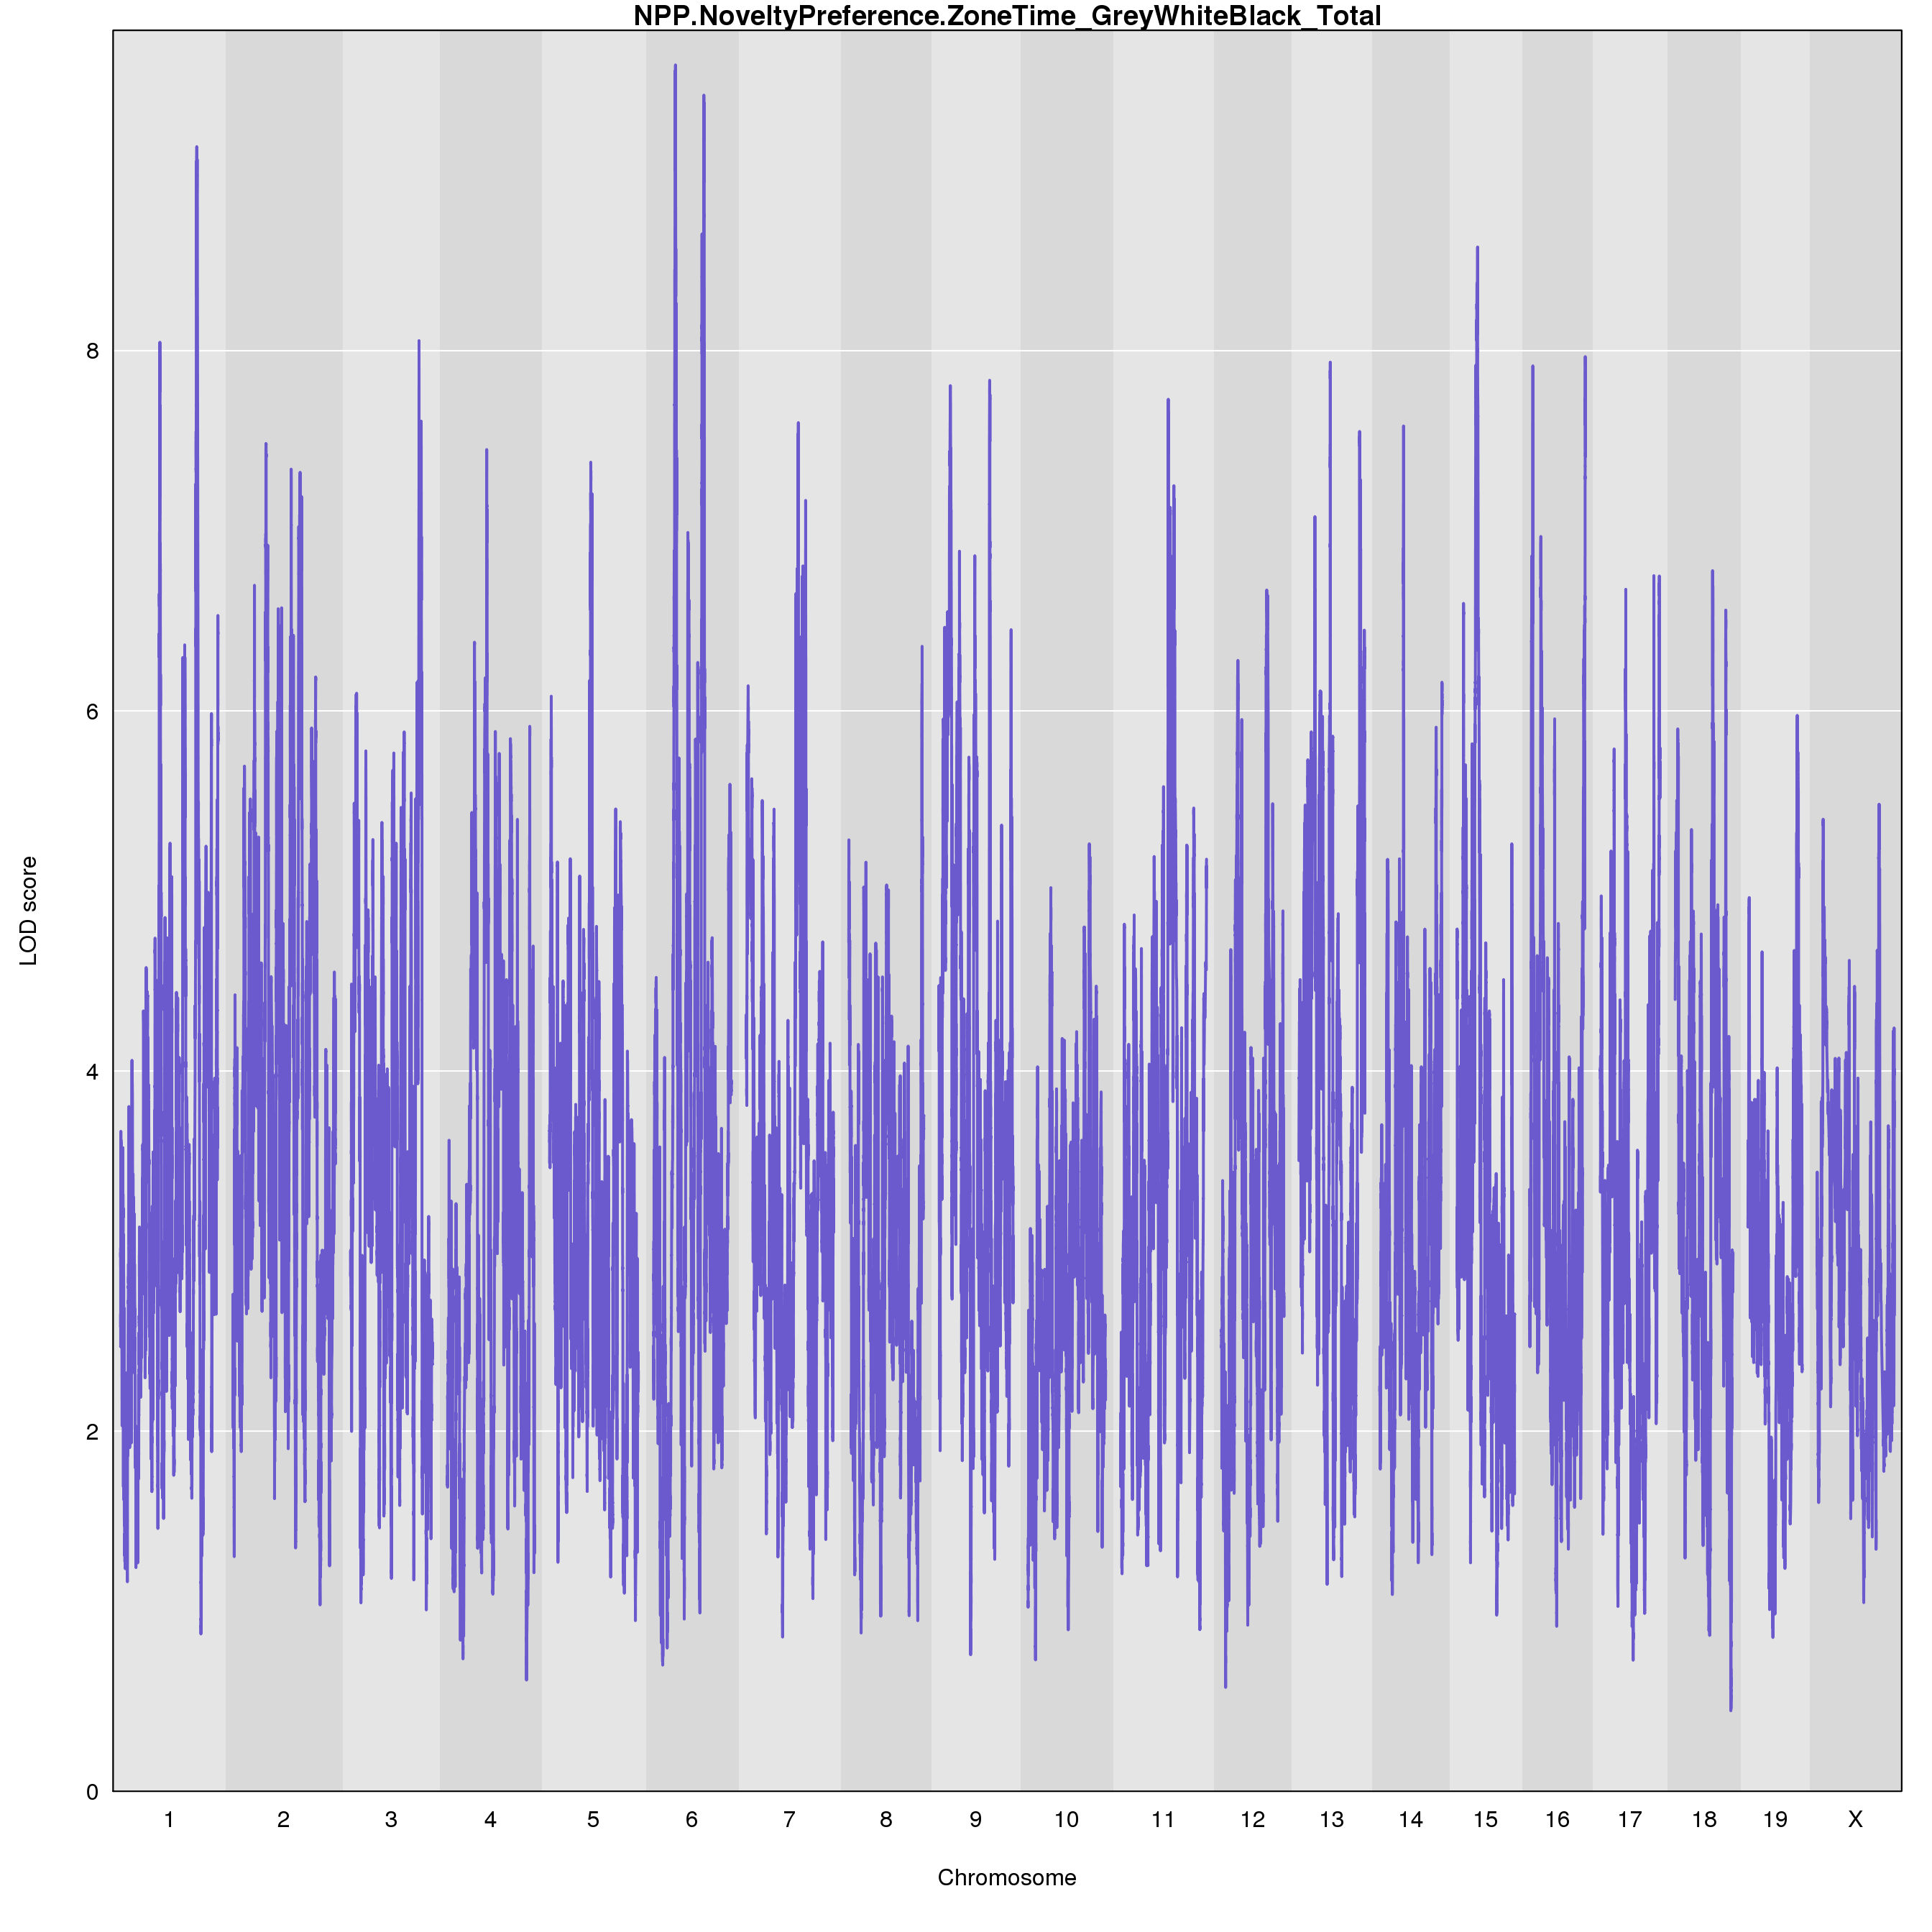 NPP.NoveltyPreference.ZoneTime_GreyWhiteBlack_Total
LOD score
8
6
4
2
0
1 2 3 4 5 6 7 8 9 10 11 12 13 14 15 16 17 18 19 X
Chromosome